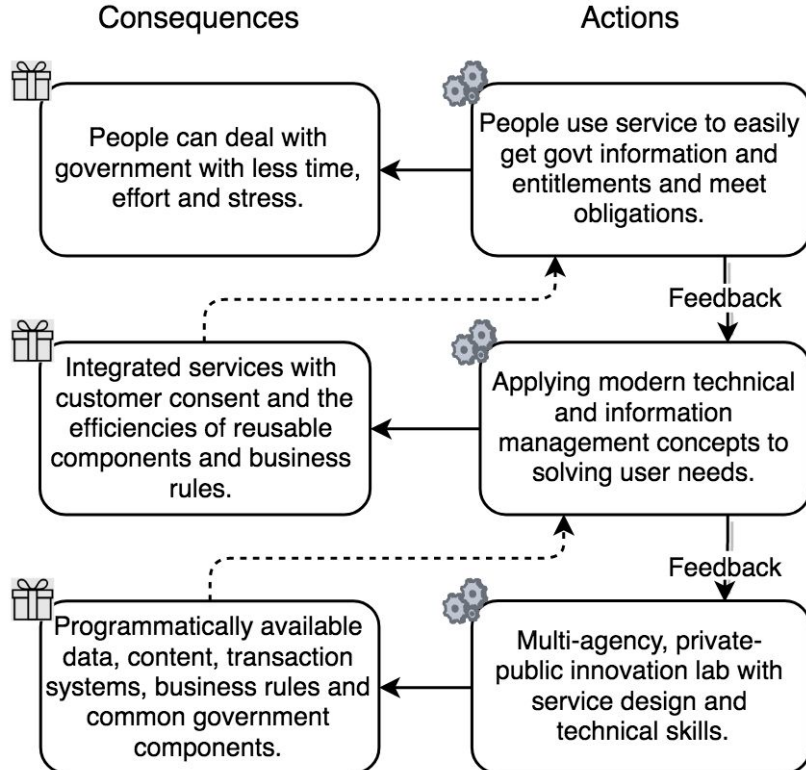 Consequences
Actions
People can deal with
government with less time,
effort and stress.
People use service to easily
get govt information and
entitlements and meet
obligations.
Feedback
Integrated services with
customer consent and the
efficiencies of reusable
components and business
rules.
Applying modern technical
and information
management concepts to
solving user needs.
Feedback
Programmatically available
data, content, transaction
systems, business rules and
common government
components.
Multi-agency, private-
public innovation lab with
service design and
technical skills.